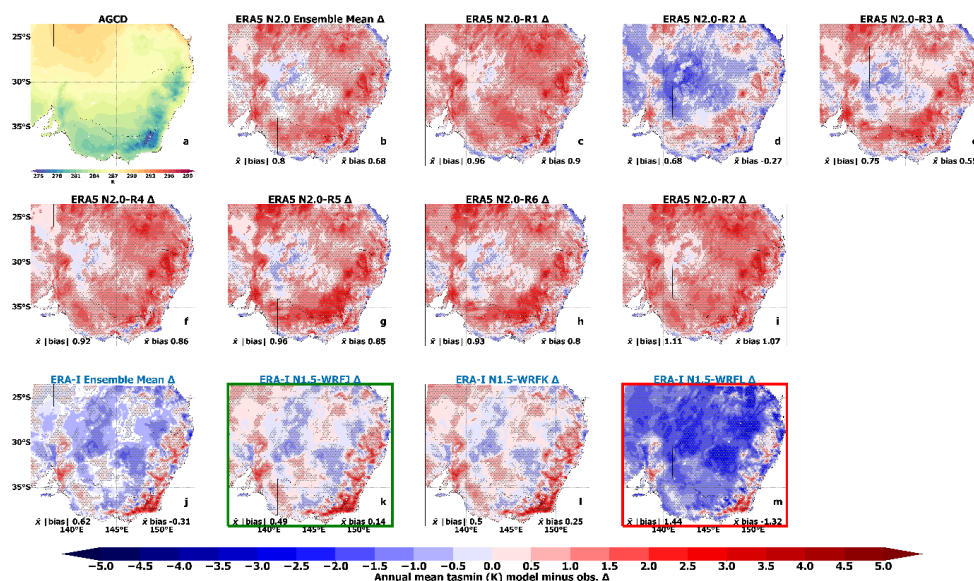 AGCD
ERA5 N2.0 Ensemble Mean Δ
ERA5 N2.0-R1 Δ
ERA5 N2.0-R2 Δ
ERA5 N2.0-R3 Δ
25°S
30°S
35°S
a
b
c
d
275 278 281 284 287 290 293 296 299
K
x̃ |bias| 0.8 x̃ bias 0.68
x̃ |bias| 0.96 x̃ bias 0.9
x̃ |bias| 0.68 x̃ bias -0.27
x̃ |bias| 0.75 x̃ bias 0.55
ERA5 N2.0-R4 Δ
ERA5 N2.0-R5 Δ
ERA5 N2.0-R6 Δ
ERA5 N2.0-R7 Δ
25°S
30°S
35°S
f
g
h
i
x̃ |bias| 0.92 x̃ bias 0.86
x̃ |bias| 0.96 x̃ bias 0.85
x̃ |bias| 0.93 x̃ bias 0.8
x̃ |bias| 1.11 x̃ bias 1.07
ERA-I Ensemble Mean Δ
ERA-I N1.5-WRFJ Δ
ERA-I N1.5-WRFK Δ
ERA-I N1.5-WRFL Δ
25°S
30°S
35°S
j
k
l
m
x̃ |bias| 0.62 x̃ bias -0.31
x̃ |bias| 0.49 x̃ bias 0.14
x̃ |bias| 0.5 x̃ bias 0.25
x̃ |bias| 1.44 x̃ bias -1.32
140°E 145°E 150°E
140°E 145°E 150°E
140°E 145°E 150°E
140°E 145°E 150°E
−5.0 −4.5 −4.0 −3.5 −3.0 −2.5 −2.0 −1.5 −1.0 −0.5 0.0 0.5 1.0 1.5 2.0 2.5 3.0 3.5 4.0 4.5 5.0
Annual mean tasmin (K) model minus obs. Δ